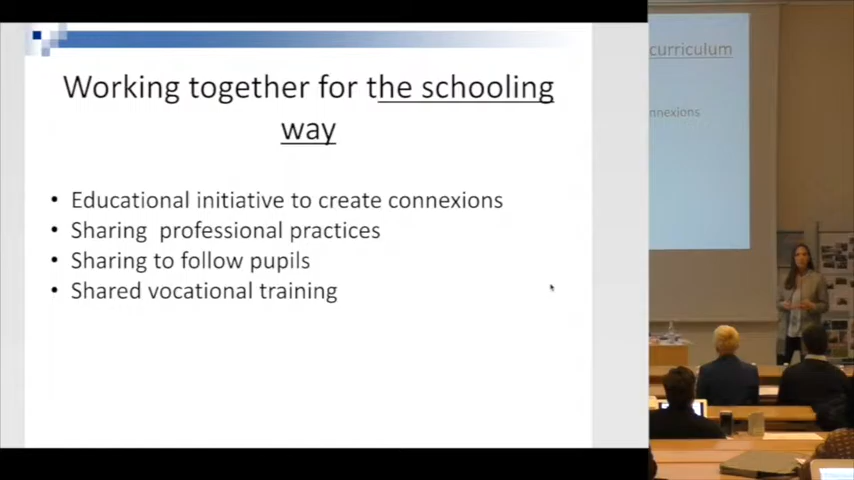 Working together for the schooling
way
• Educational initiative to create connexions
• Sharing  professional practices
• Sharing to follow pupils
• Shared vocational training
curriculum
nnexions